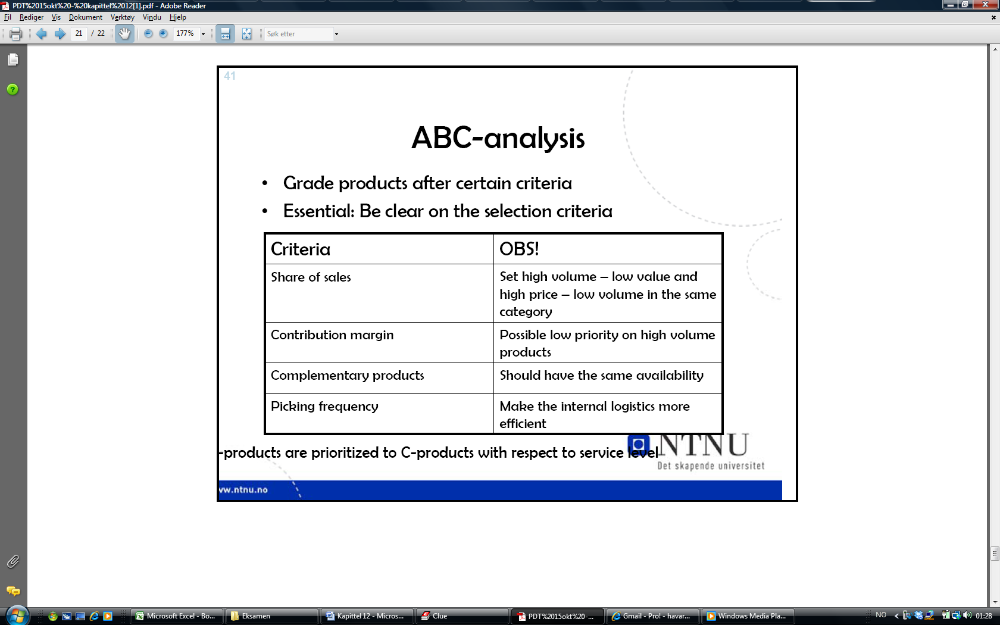 PDT%2015okt%20-%20kapittel%2012[1].pdf - Adobe Reader
Fil Rediger Vis Dokument Verktøy Vindu Hjelp
21 / 22 177% Søk etter
41
ABC-analysis
• Grade products after certain criteria
• Essential: Be clear on the selection criteria
Criteria OBS!
Share of sales Set high volume – low value and
high price – low volume in the same
category
Contribution margin Possible low priority on high volume
products
Complementary products Should have the same availability
Picking frequency Make the internal logistics more
efficient
-products are prioritized to C-products with respect to service level
NTNU
Det skapende universitet
ww.ntnu.no
Microsoft Excel - Bo... Eksamen Kapittel 12 - Micros... Clue PDT%2015okt%20-... Gmail - Pro! - havar... Windows Media Pla... NO 01:28